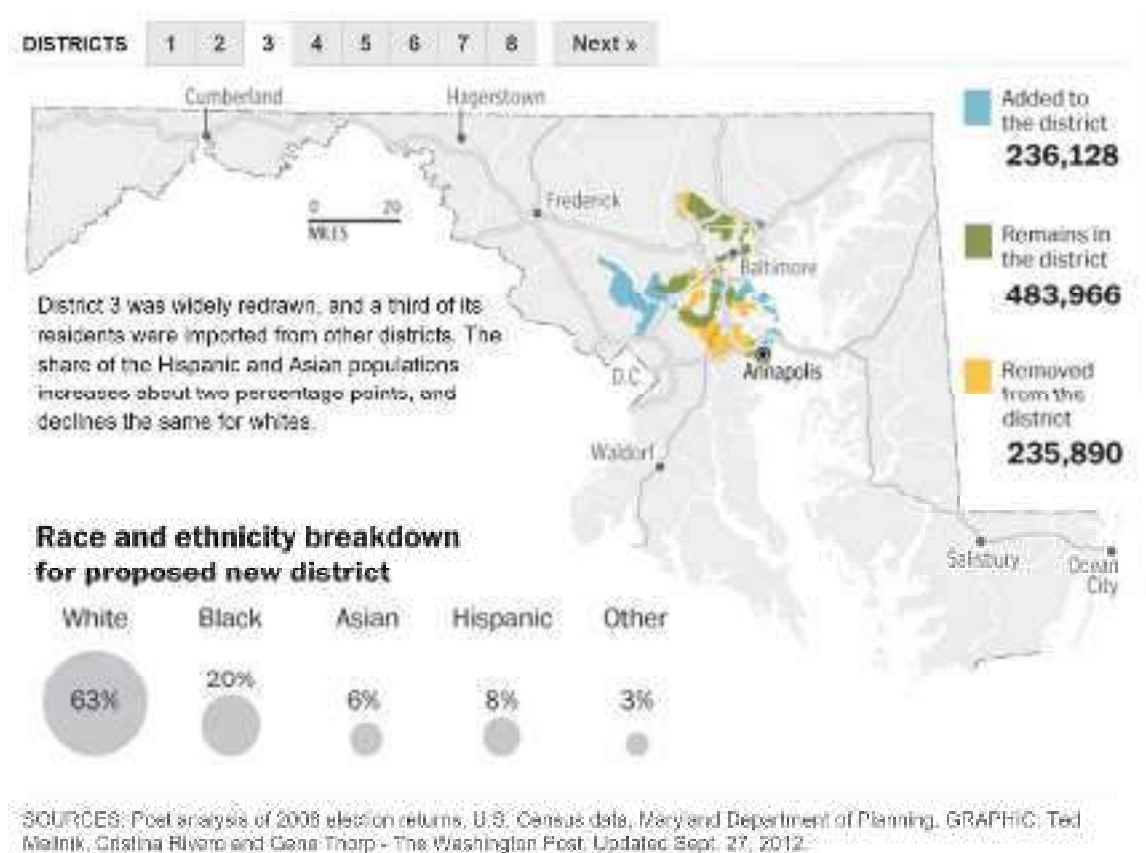 DISTRICTS 1 2 3 4 5 6 7 8 Next »
Cumberland
Hagerstown
Added to
the district
236,128
Frederick
0 20
MILES
Remains in
the district
483,966
Baltimore
District 3 was widely redrawn, and a third of its
residents were imported from other districts. The
share of the Hispanic and Asian populations
increases about two percentage points, and
declines the same for whites.
D.C.
Annapolis
Removed
from the
district
235,890
Waldorf
Race and ethnicity breakdown
for proposed new district
Salisbury
Ocean
City
White Black Asian Hispanic Other
63% 20% 6% 8% 3%
SOURCES: Post analysis of 2008 election returns, U.S. Census data, Maryland Department of Planning. GRAPHIC: Ted
Mellnik, Cristina Rivero and Gene Thorp - The Washington Post. Updated Sept. 27, 2012.